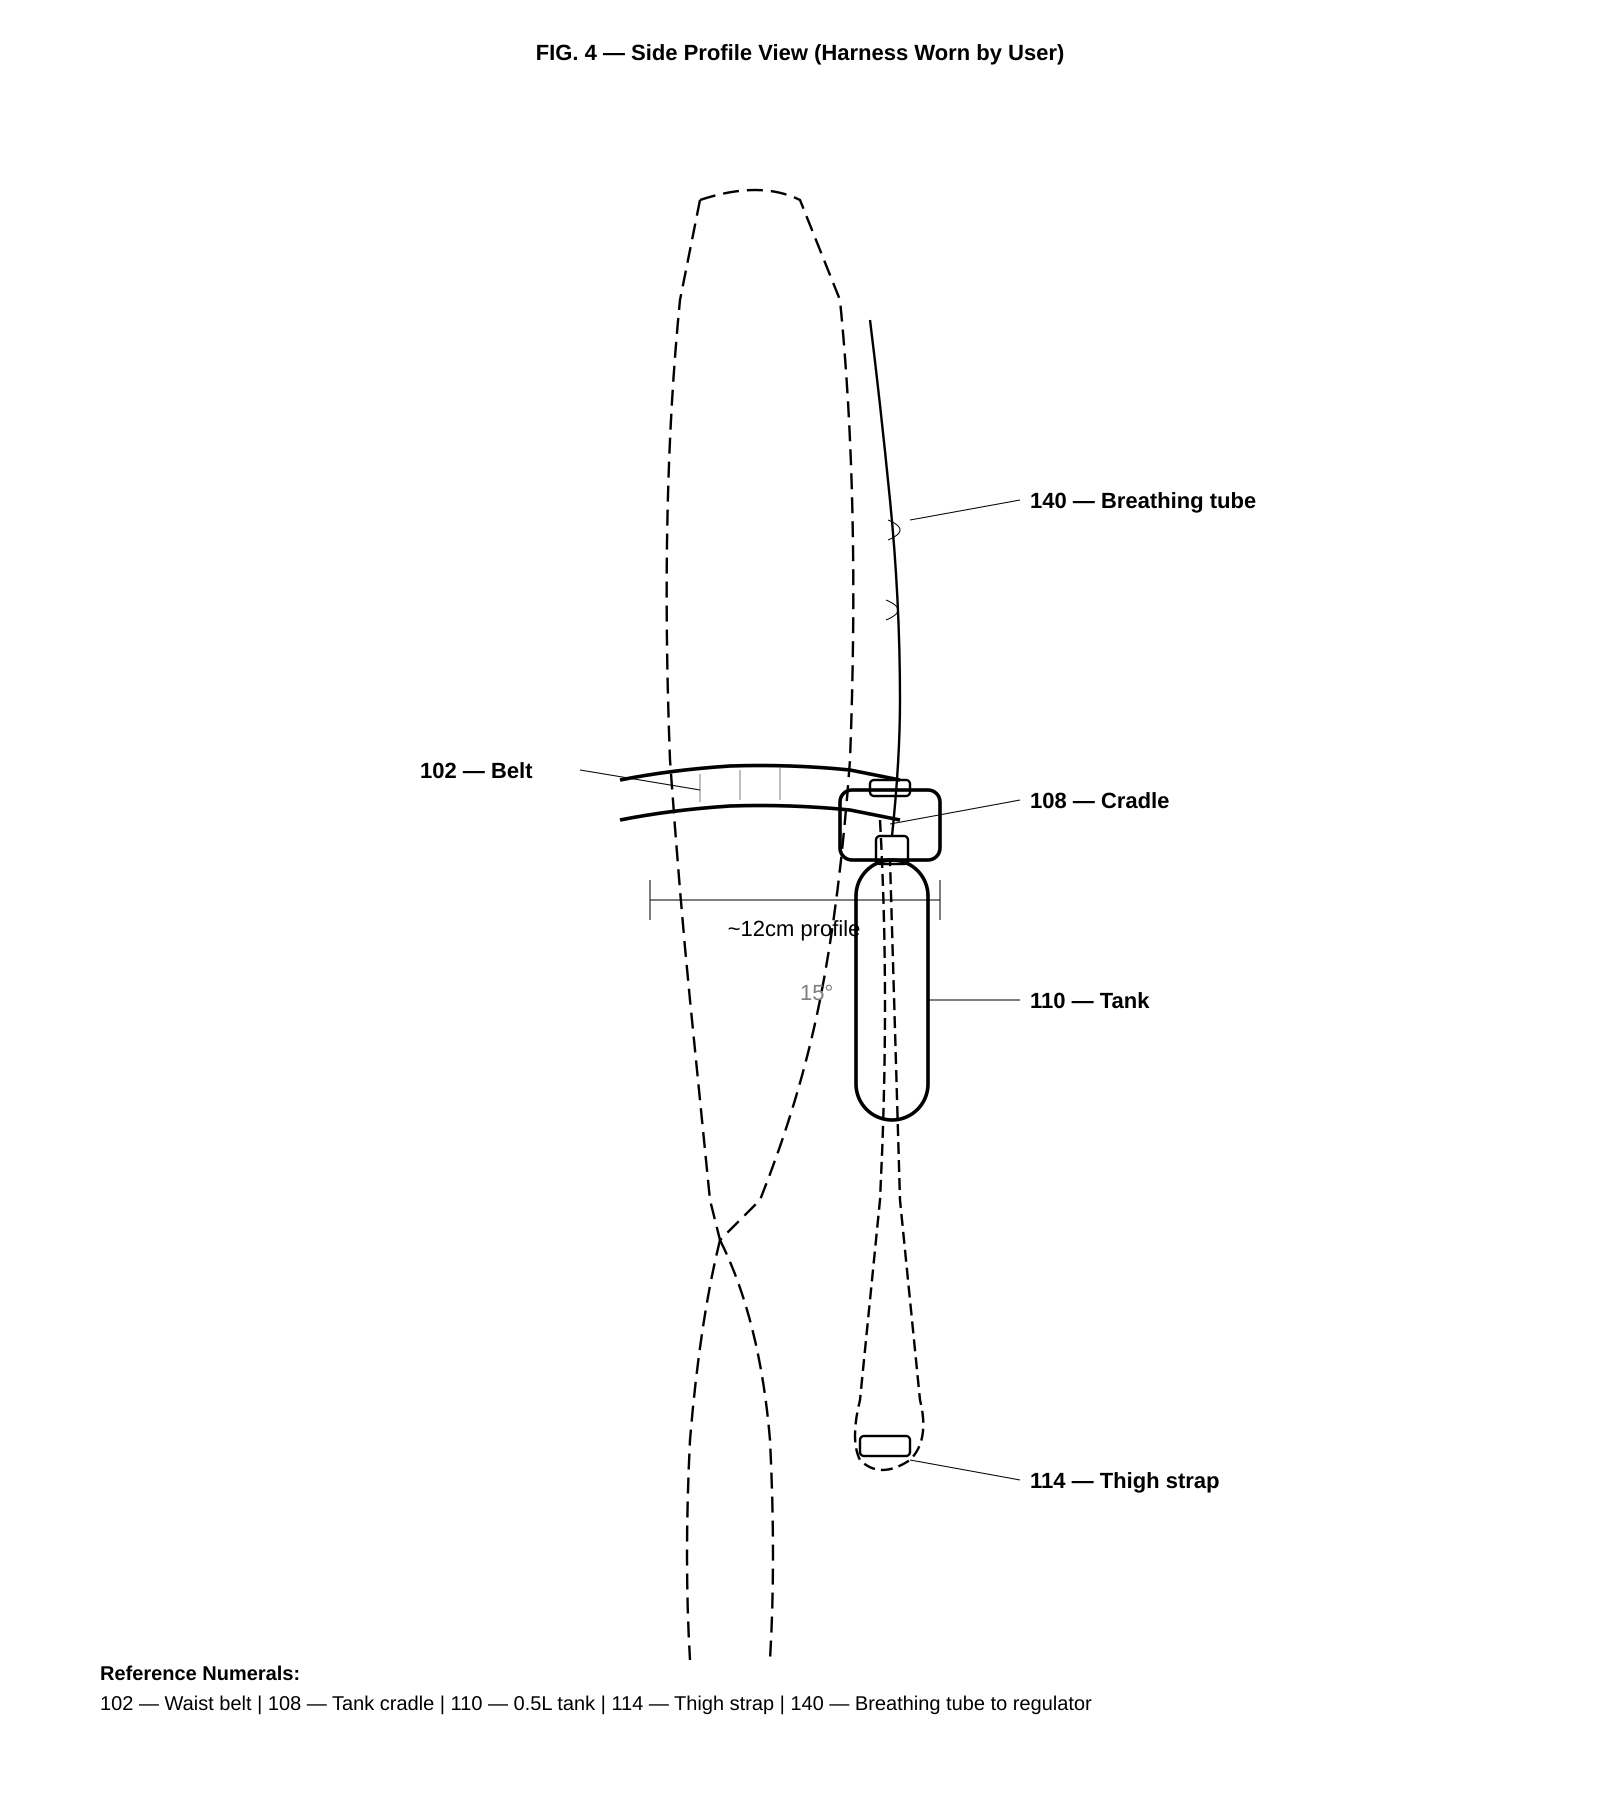 FIG. 4 — Side Profile View (Harness Worn by User)
140 — Breathing tube
102 — Belt
108 — Cradle
~12cm profile
15°
110 — Tank
114 — Thigh strap
Reference Numerals:
102 — Waist belt | 108 — Tank cradle | 110 — 0.5L tank | 114 — Thigh strap | 140 — Breathing tube to regulator